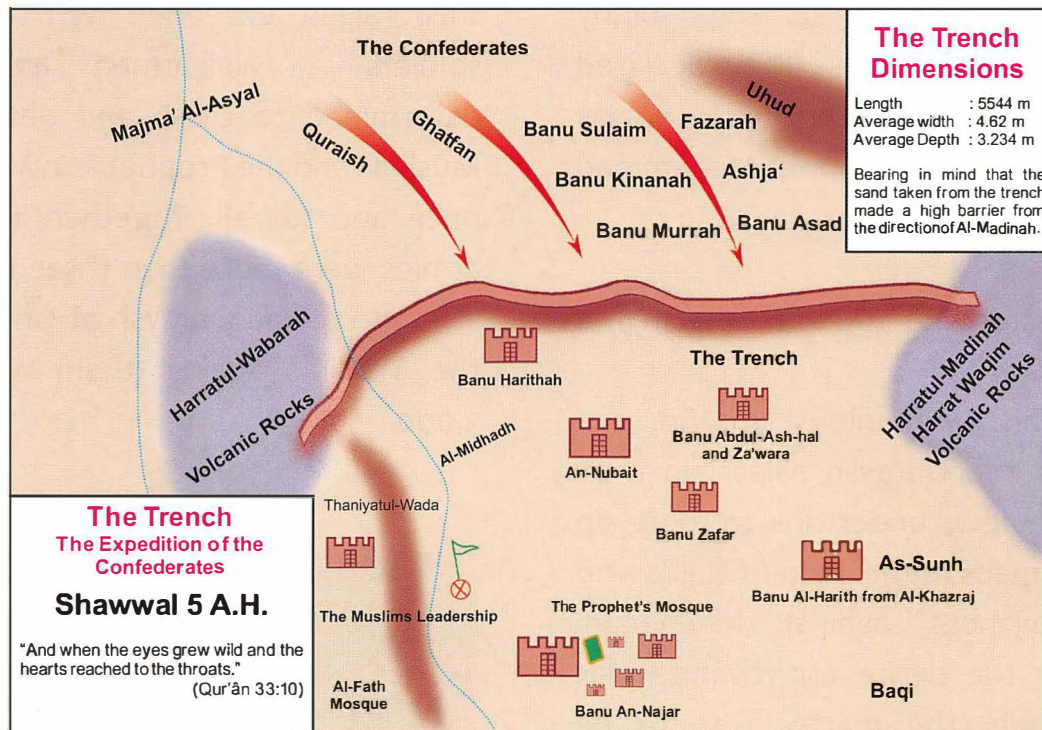 The Confederates
Majma' Al-Asyal
Quraish
Ghatfan
Banu Sulaim
Fazarah
Uhud
Banu Kinanah
Ashja‘
Banu Murrah
Banu Asad
The Trench
Dimensions
Length : 5544 m
Average width : 4.62 m
Average Depth : 3.234 m
Bearing in mind that the
sand taken from the trench
made a high barrier from
the directionof Al-Madinah.
Harratul-Wabarah
Volcanic Rocks
Harratul-Madinah
Harrat Waqim
Volcanic Rocks
Banu Harithah
The Trench
Al-Midhadh
An-Nubait
Banu Abdul-Ash-hal
and Za'wara
Banu Zafar
Thaniyatul-Wada
The Muslims Leadership
Al-Fath
Mosque
The Prophet's Mosque
Banu An-Najar
As-Sunh
Banu Al-Harith from Al-Khazraj
Baqi
The Trench
The Expedition of the
Confederates
Shawwal 5 A.H.
“And when the eyes grew wild and the
hearts reached to the throats.”
(Qur'ân 33:10)